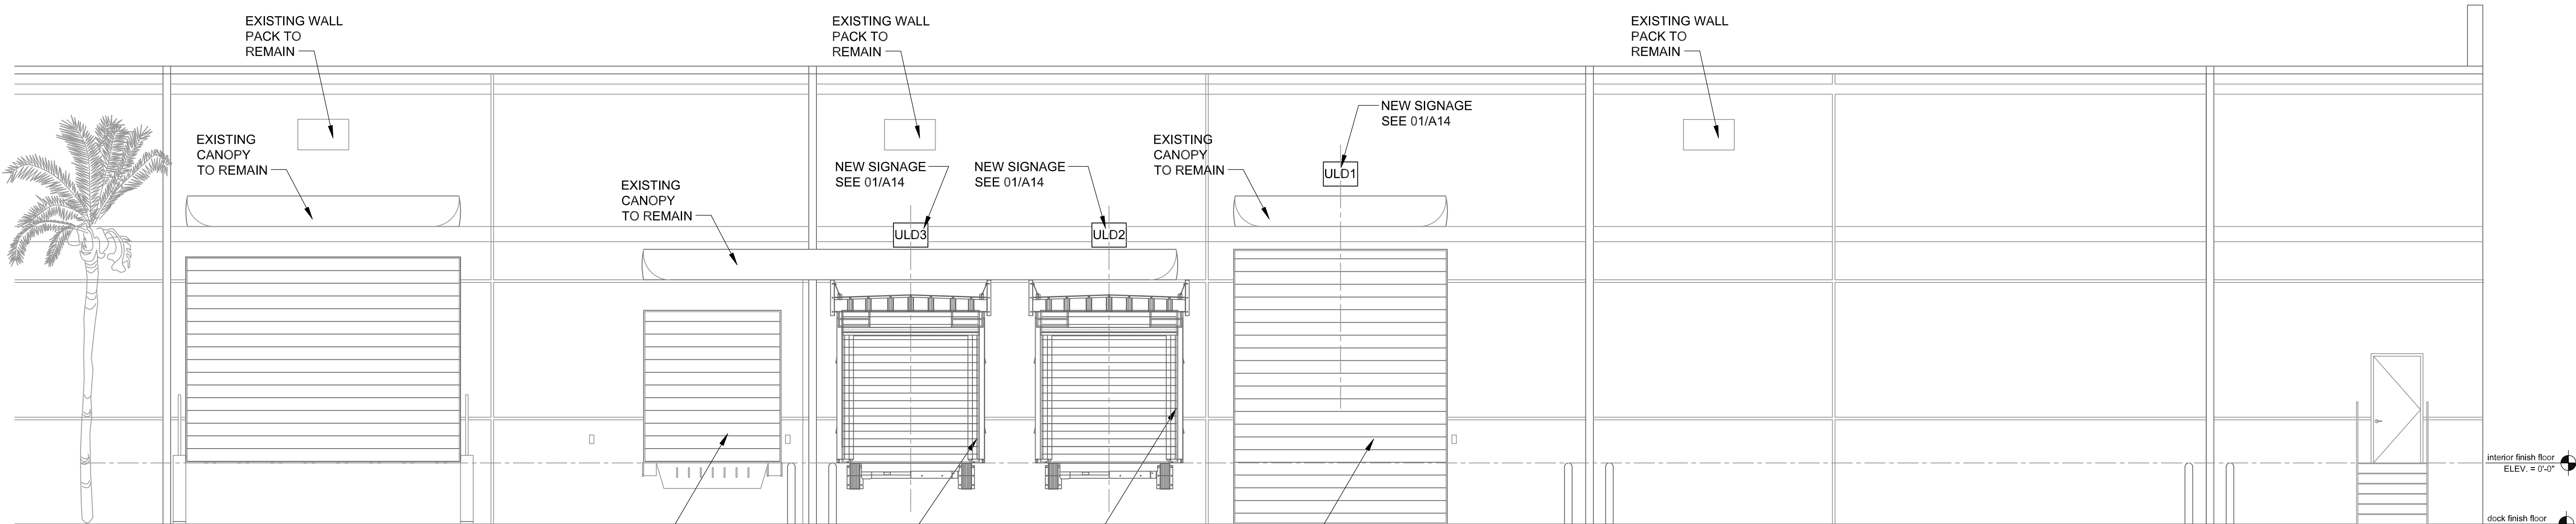 EXISTING WALL
PACK TO
REMAIN
EXISTING WALL
PACK TO
REMAIN
EXISTING WALL
PACK TO
REMAIN
NEW SIGNAGE
SEE 01/A14
EXISTING
CANOPY
TO REMAIN
EXISTING
CANOPY
TO REMAIN
NEW SIGNAGE
SEE 01/A14
NEW SIGNAGE
SEE 01/A14
ULD1
EXISTING
CANOPY
TO REMAIN
ULD3
ULD2
interior finish floor
ELEV. = 0'-0"
dock finish floor